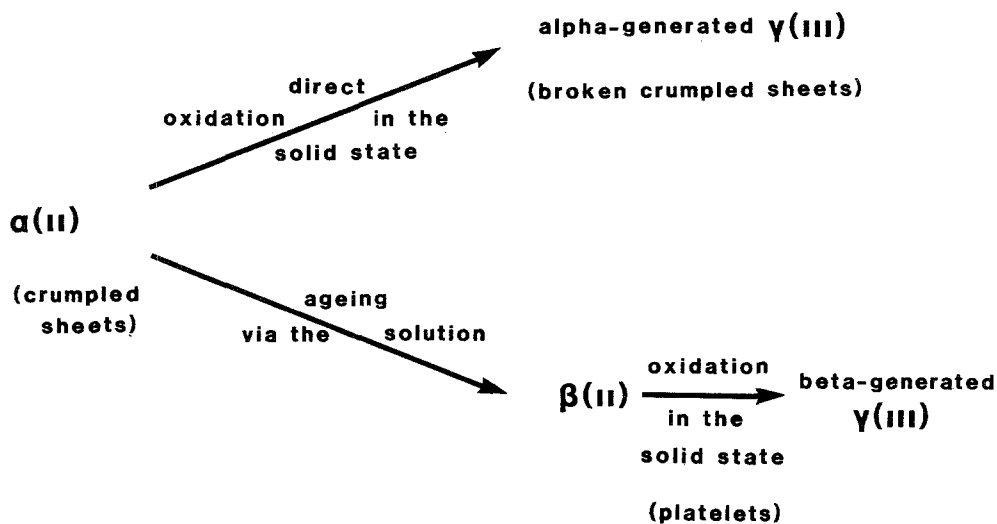 alpha-generated γ(III)
(broken crumpled sheets)
direct
oxidation in the
solid state
α(II)
(crumpled
sheets)
ageing
via the solution
β(II)
oxidation
in the
solid state
(platelets)
beta-generated
γ(III)